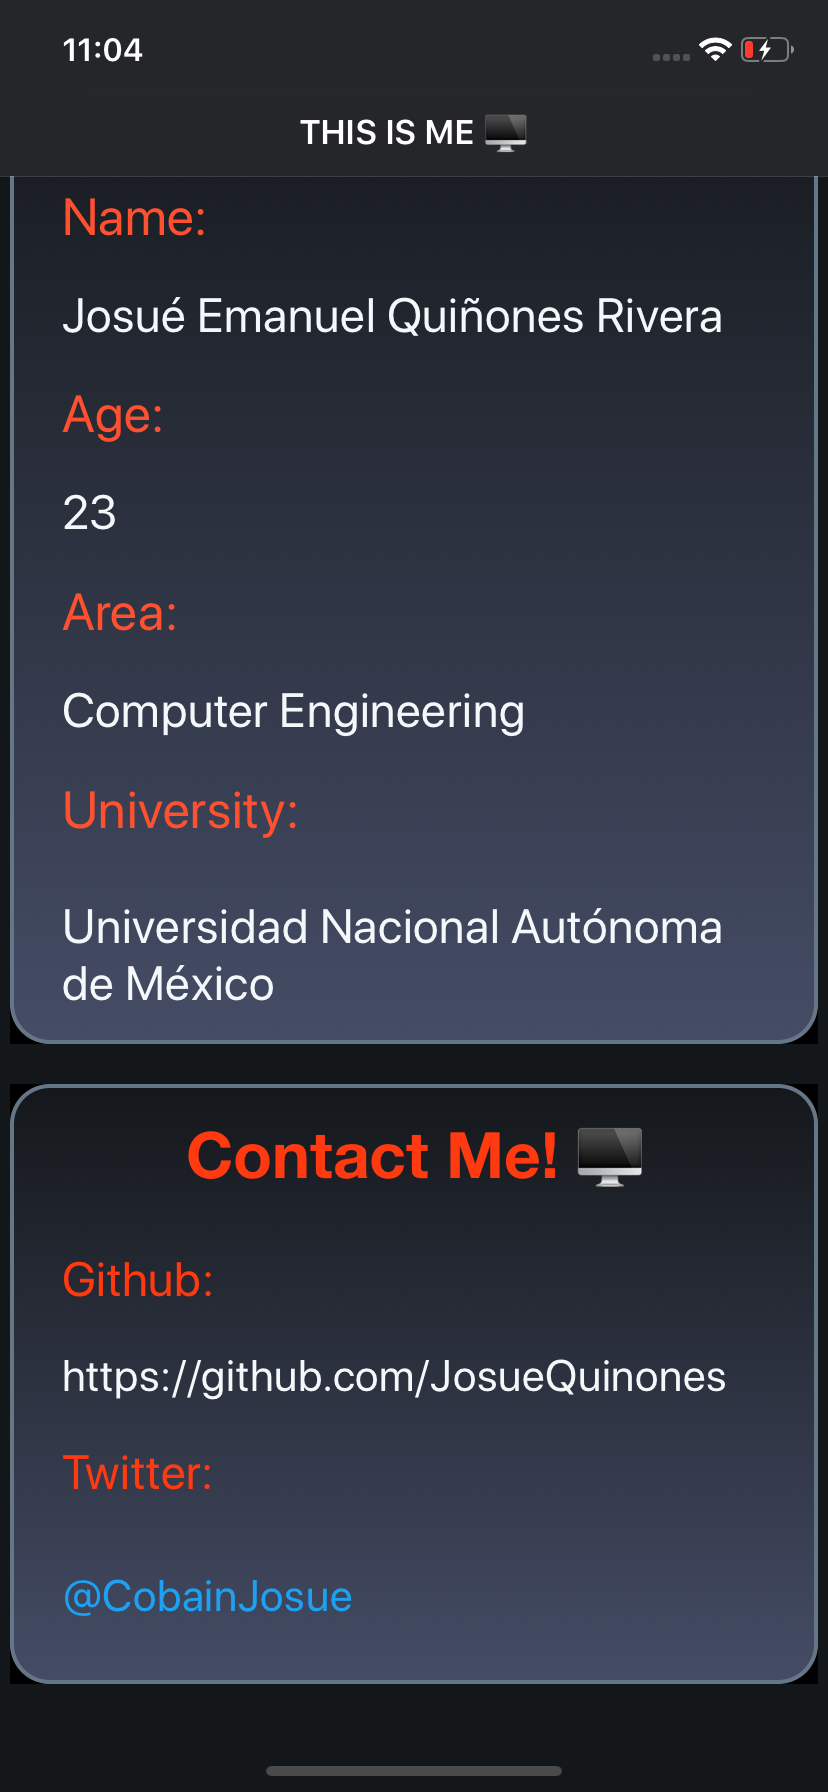 11:04
THIS IS ME 🖥️
Name:
Josué Emanuel Quiñones Rivera
Age:
23
Area:
Computer Engineering
University:
Universidad Nacional Autónoma
de México
Contact Me! 🖥️
Github:
https://github.com/JosueQuinones
Twitter:
@CobainJosue